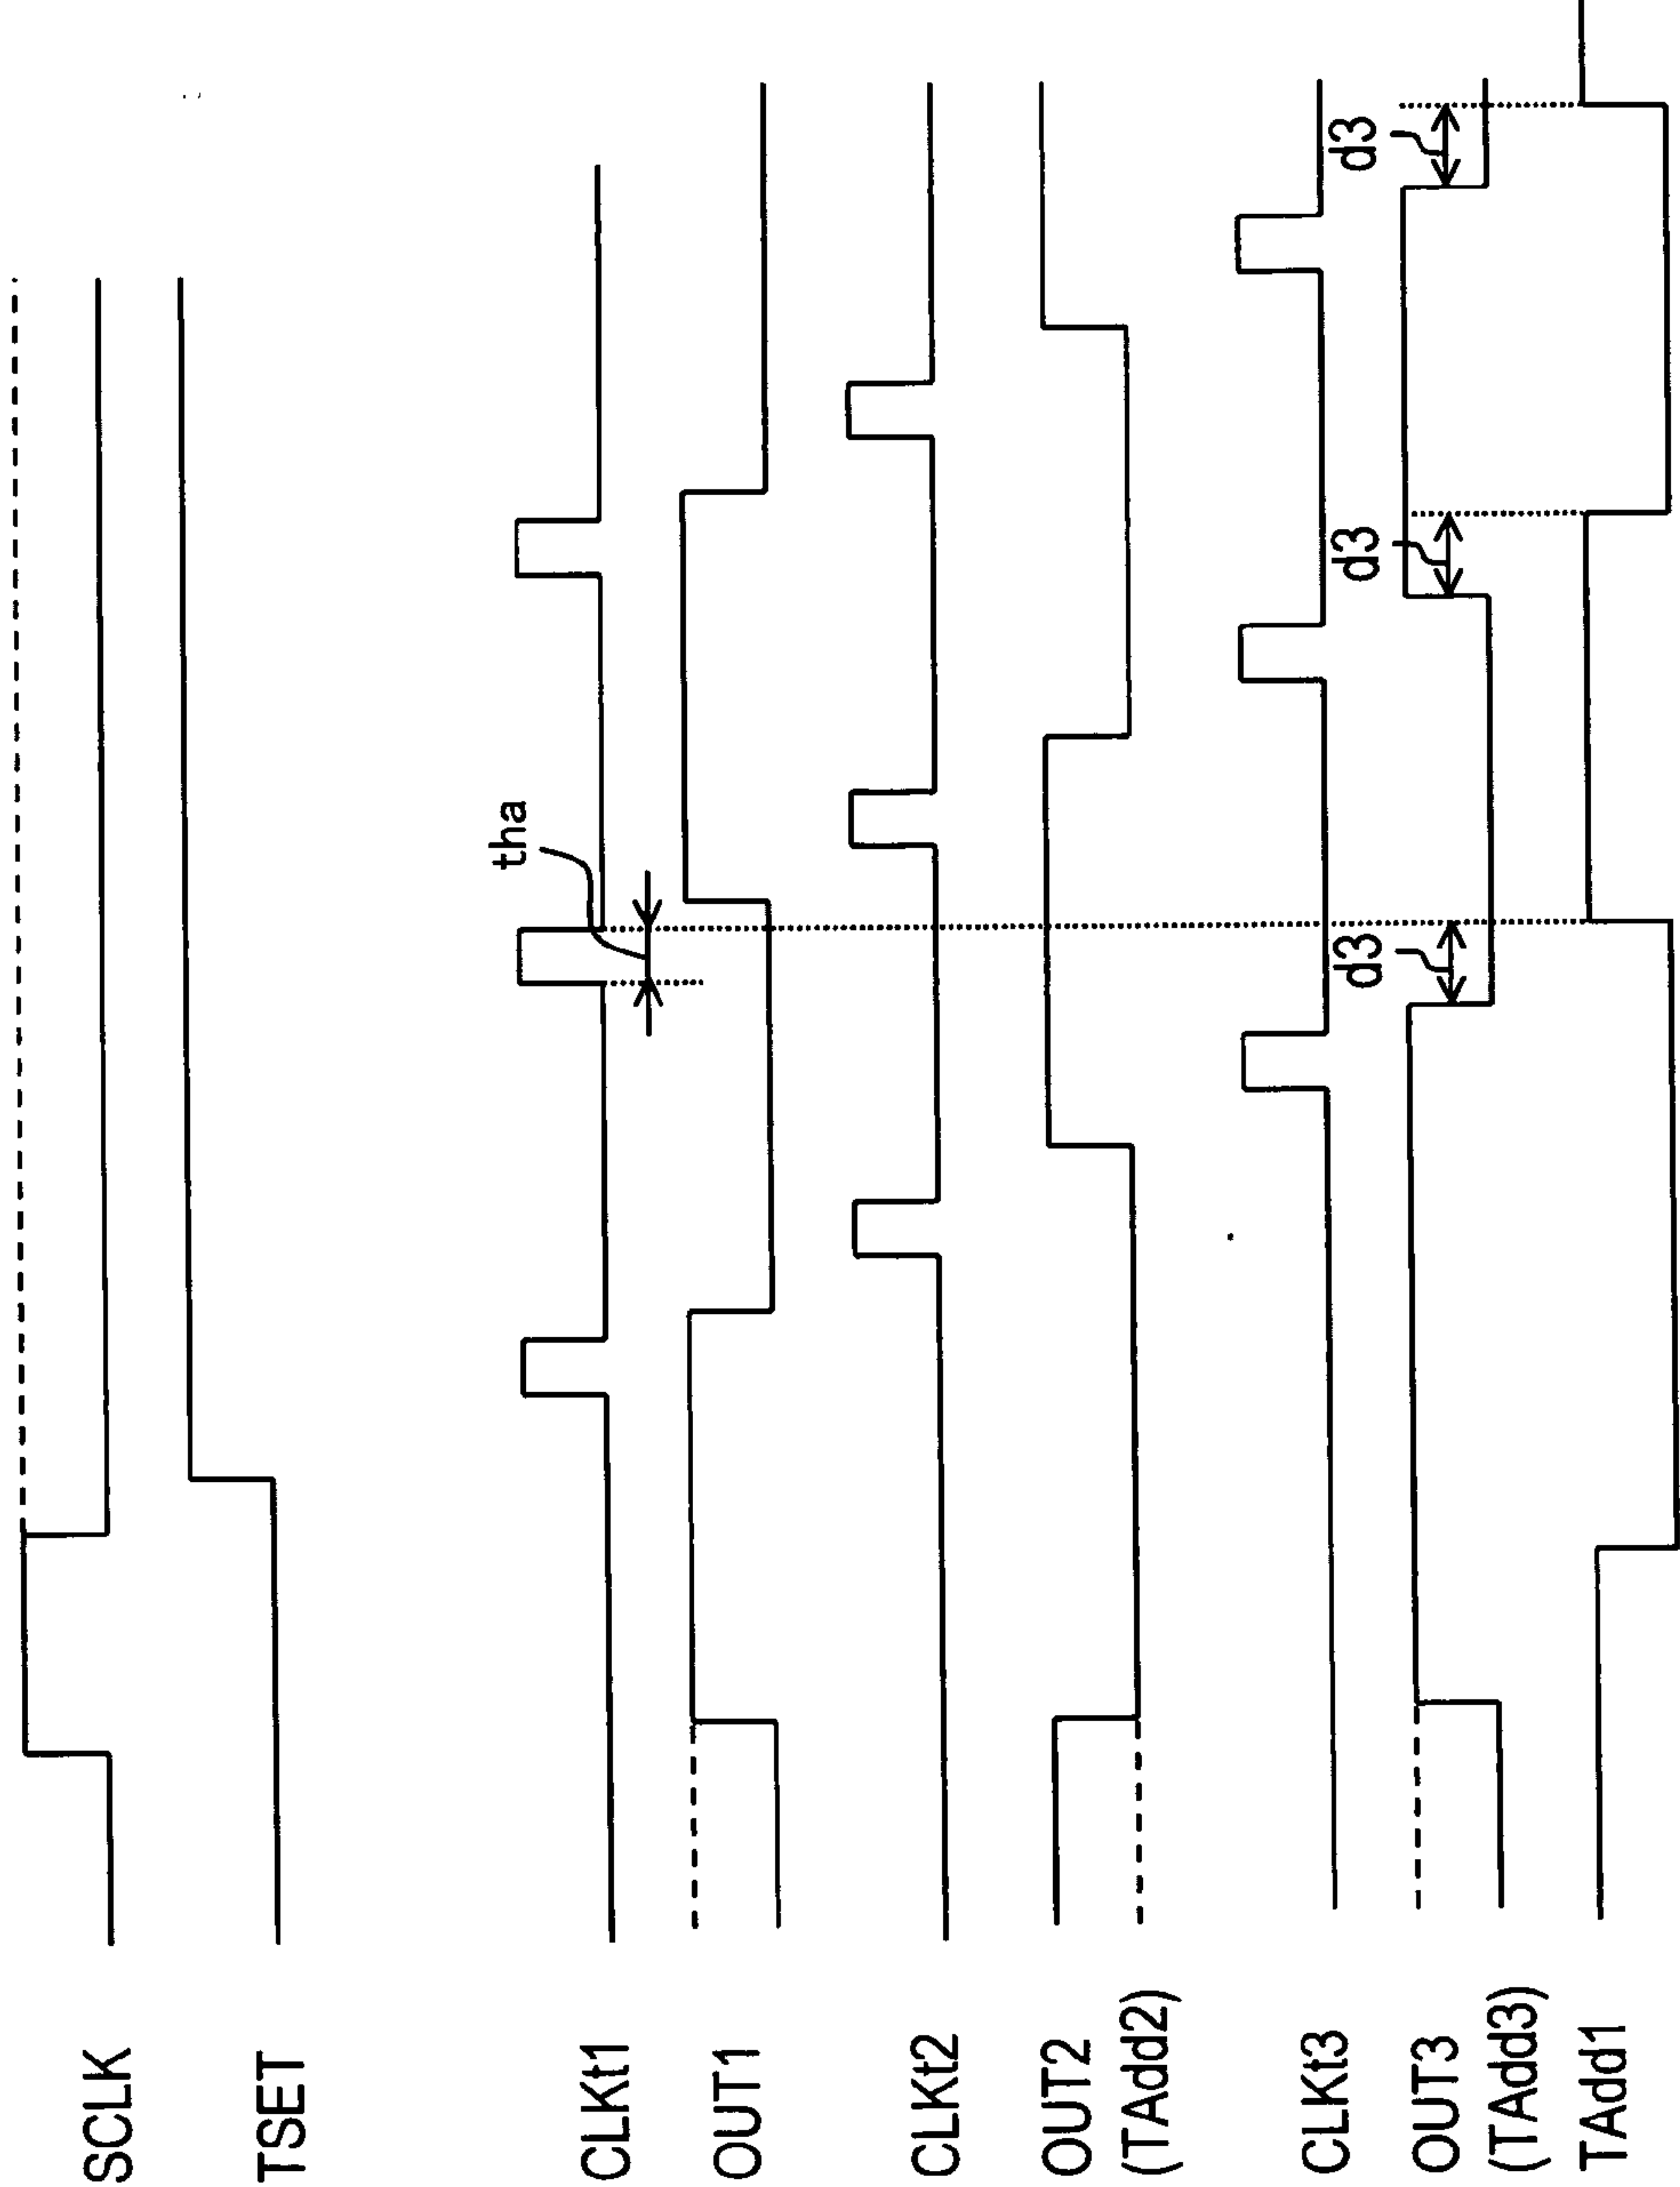 SCLK
TSET
tha
CLKt1
OUT1
CLKt2
OUT2
(TAdd2)
CLKt3
d3
d3
d3
OUT3
(TAdd3)
TAdd1